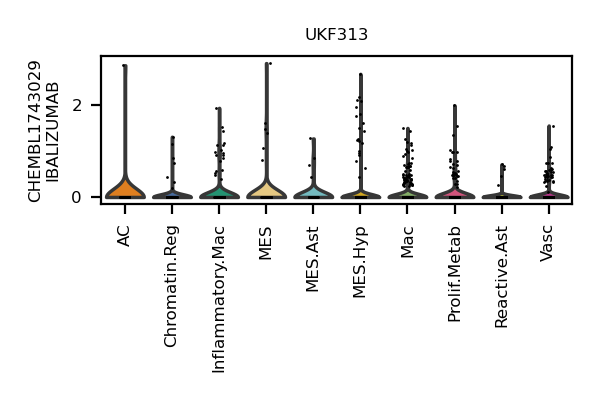 UKF313
CHEMBL1743029
IBALIZUMAB
2
0
AC
Chromatin.Reg
Inflammatory.Mac
MES
MES.Ast
MES.Hyp
Mac
Prolif.Metab
Reactive.Ast
Vasc